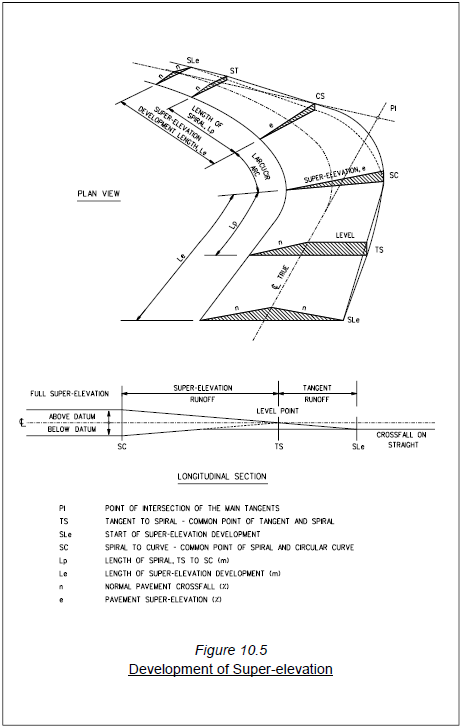 SLe
ST
n
n
n
CS
PI
LENGTH OF
SPIRAL, Lp
SUPER-ELEVATION
DEVELOPMENT LENGTH, Le
e
LARCUOIR
ARC
SUPER-ELEVATION, e
SC
PLAN VIEW
Lp
Le
n
LEVEL
TS
℄ TRUE
n
n
SLe
FULL SUPER-ELEVATION
SUPER-ELEVATION
RUNOFF
TANGENT
RUNOFF
LEVEL POINT
ABOVE DATUM
℄
BELOW DATUM
CROSSFALL ON
STRAIGHT
SC
TS
SLe
LONGITUDINAL SECTION
PI POINT OF INTERSECTION OF THE MAIN TANGENTS
TS TANGENT TO SPIRAL - COMMON POINT OF TANGENT AND SPIRAL
SLe START OF SUPER-ELEVATION DEVELOPMENT
SC SPIRAL TO CURVE - COMMON POINT OF SPIRAL AND CIRCULAR CURVE
Lp LENGTH OF SPIRAL, TS TO SC (m)
Le LENGTH OF SUPER-ELEVATION DEVELOPMENT (m)
n NORMAL PAVEMENT CROSSFALL (%)
e PAVEMENT SUPER-ELEVATION (%)
Figure 10.5
Development of Super-elevation